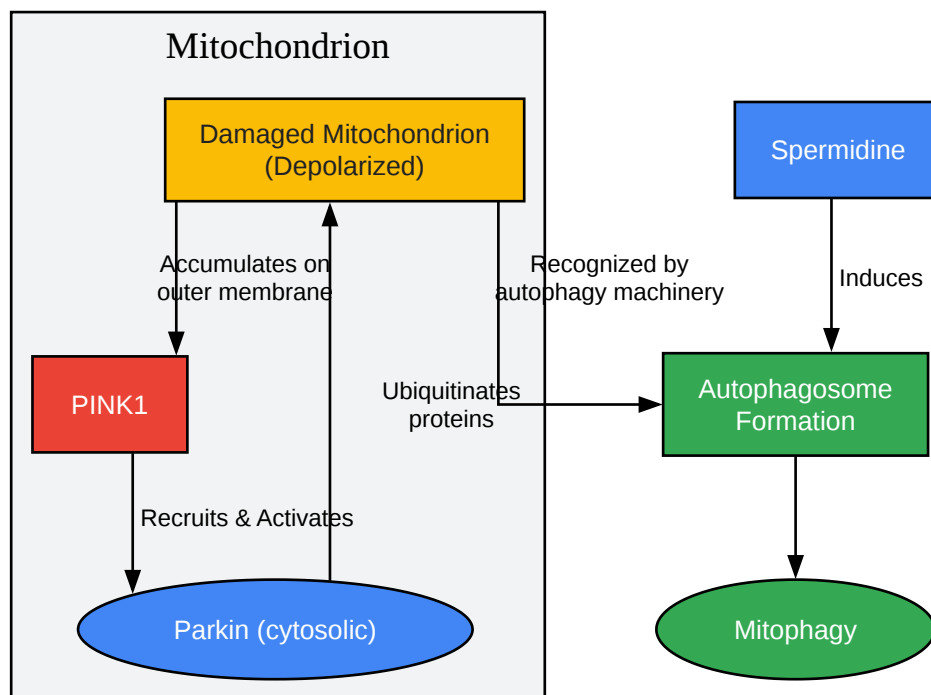 Mitochondrion
Damaged Mitochondrion
(Depolarized)
Spermidine
Accumulates on
outer membrane
Recognized by
autophagy machinery
Induces
PINK1
Ubiquitinates
proteins
Autophagosome
Formation
Recruits & Activates
Parkin (cytosolic)
Mitophagy